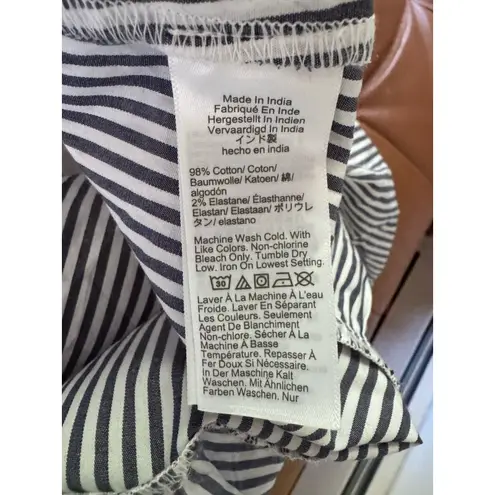 Made In India
Fabriqué En Inde
Hergestellt In Indien
Vervaardigd In India
インド製
hecho en india
98% Cotton/ Coton/
Baumwolle/ Katoen/ 綿/
algodón
2% Elastane/ Élasthanne/
Elastan/ Elastaan/ ポリウレ
タン/ elastano
Machine Wash Cold. With
Like Colors. Non-chlorine
Bleach Only. Tumble Dry
Low. Iron On Lowest Setting.
30
Laver À La Machine À L'eau
Froide. Laver En Séparant
Les Couleurs. Seulement
Agent De Blanchiment
Non-chlore. Sécher À La
Machine À Basse
Température. Repasser À
Fer Doux Si Nécessaire.
In Der Maschine Kalt
Waschen. Mit Ähnlichen
Farben Waschen. Nur